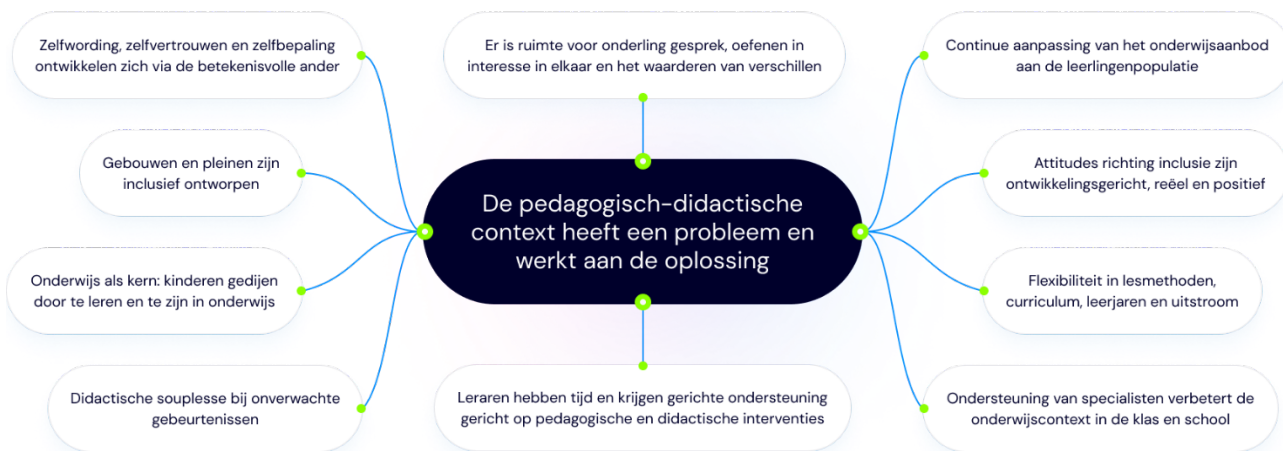 Zelfwording, zelfvertrouwen en zelfbepaling
ontwikkelen zich via de betekenisvolle ander
Er is ruimte voor onderling gesprek, oefenen in
interesse in elkaar en het waarderen van verschillen
Continue aanpassing van het onderwijsaanbod
aan de leerlingenpopulatie
Gebouwen en pleinen zijn
inclusief ontworpen
Attitudes richting inclusie zijn
ontwikkelingsgericht, reëel en positief
De pedagogisch-didactische
context heeft een probleem en
werkt aan de oplossing
Onderwijs als kern: kinderen gedijen
door te leren en te zijn in onderwijs
Flexibiliteit in lesmethoden,
curriculum, leerjaren en uitstroom
Didactische souplesse bij onverwachte
gebeurtenissen
Leraren hebben tijd en krijgen gerichte ondersteuning
gericht op pedagogische en didactische interventies
Ondersteuning van specialisten verbetert de
onderwijscontext in de klas en school